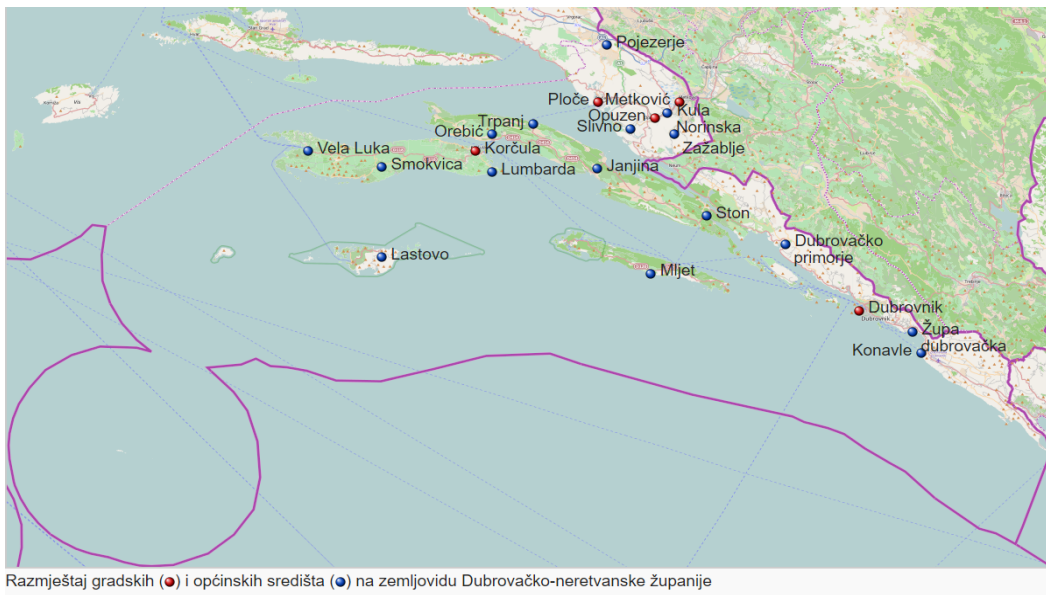 Pojezerje
Ploče
Metković
Opuzen
Kula
Norinska
Slivno
Zažablje
Trpanj
Orebić
Korčula
Vela Luka
Smokvica
Lumbarda
Janjina
Ston
Dubrovačko
primorje
Lastovo
Mljet
Dubrovnik
Dubrovnik
Župa
dubrovačka
Konavle
Razmještaj gradskih () i općinskih središta () na zemljovidu Dubrovačko-neretvanske županije